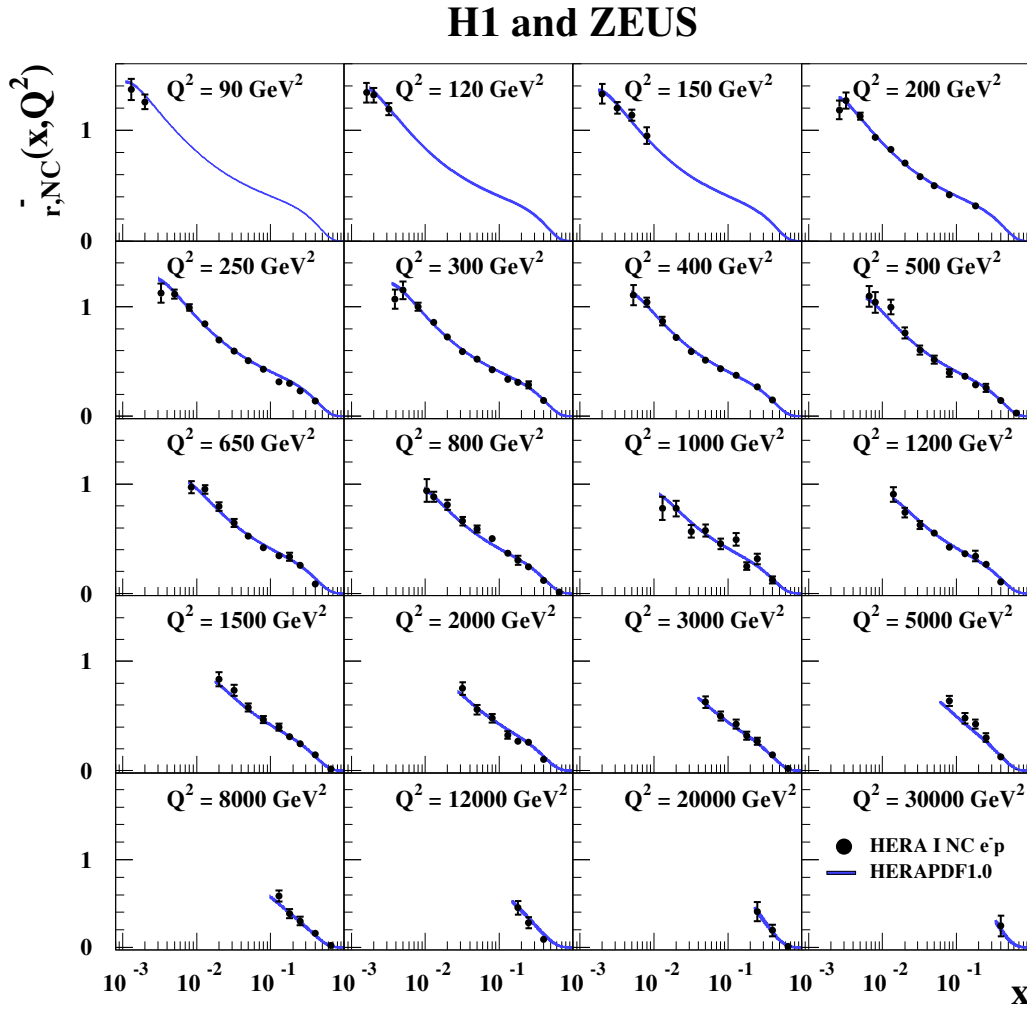 H1 and ZEUS
r,NC⁻(x,Q²)
Q² = 90 GeV²
Q² = 120 GeV²
Q² = 150 GeV²
Q² = 200 GeV²
1
0
Q² = 250 GeV²
Q² = 300 GeV²
Q² = 400 GeV²
Q² = 500 GeV²
1
0
Q² = 650 GeV²
Q² = 800 GeV²
Q² = 1000 GeV²
Q² = 1200 GeV²
1
0
Q² = 1500 GeV²
Q² = 2000 GeV²
Q² = 3000 GeV²
Q² = 5000 GeV²
1
0
Q² = 8000 GeV²
Q² = 12000 GeV²
Q² = 20000 GeV²
Q² = 30000 GeV²
HERA I NC e⁻p
HERAPDF1.0
1
0
10⁻³ 10⁻² 10⁻¹ 10 10⁻³ 10⁻² 10⁻¹ 10 10⁻³ 10⁻² 10⁻¹ 10 10⁻³ 10⁻² 10⁻¹ 1
x